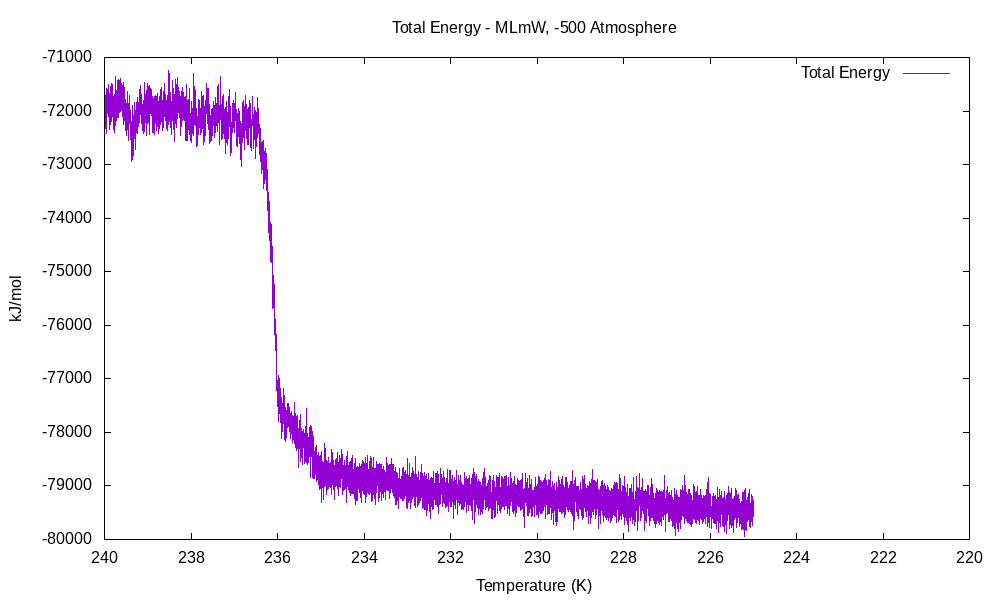 Total Energy - MLmW, -500 Atmosphere
-71000
Total Energy
-72000
-73000
-74000
-75000
kJ/mol
-76000
-77000
-78000
-79000
-80000
240 238 236 234 232 230 228 226 224 222 220
Temperature (K)